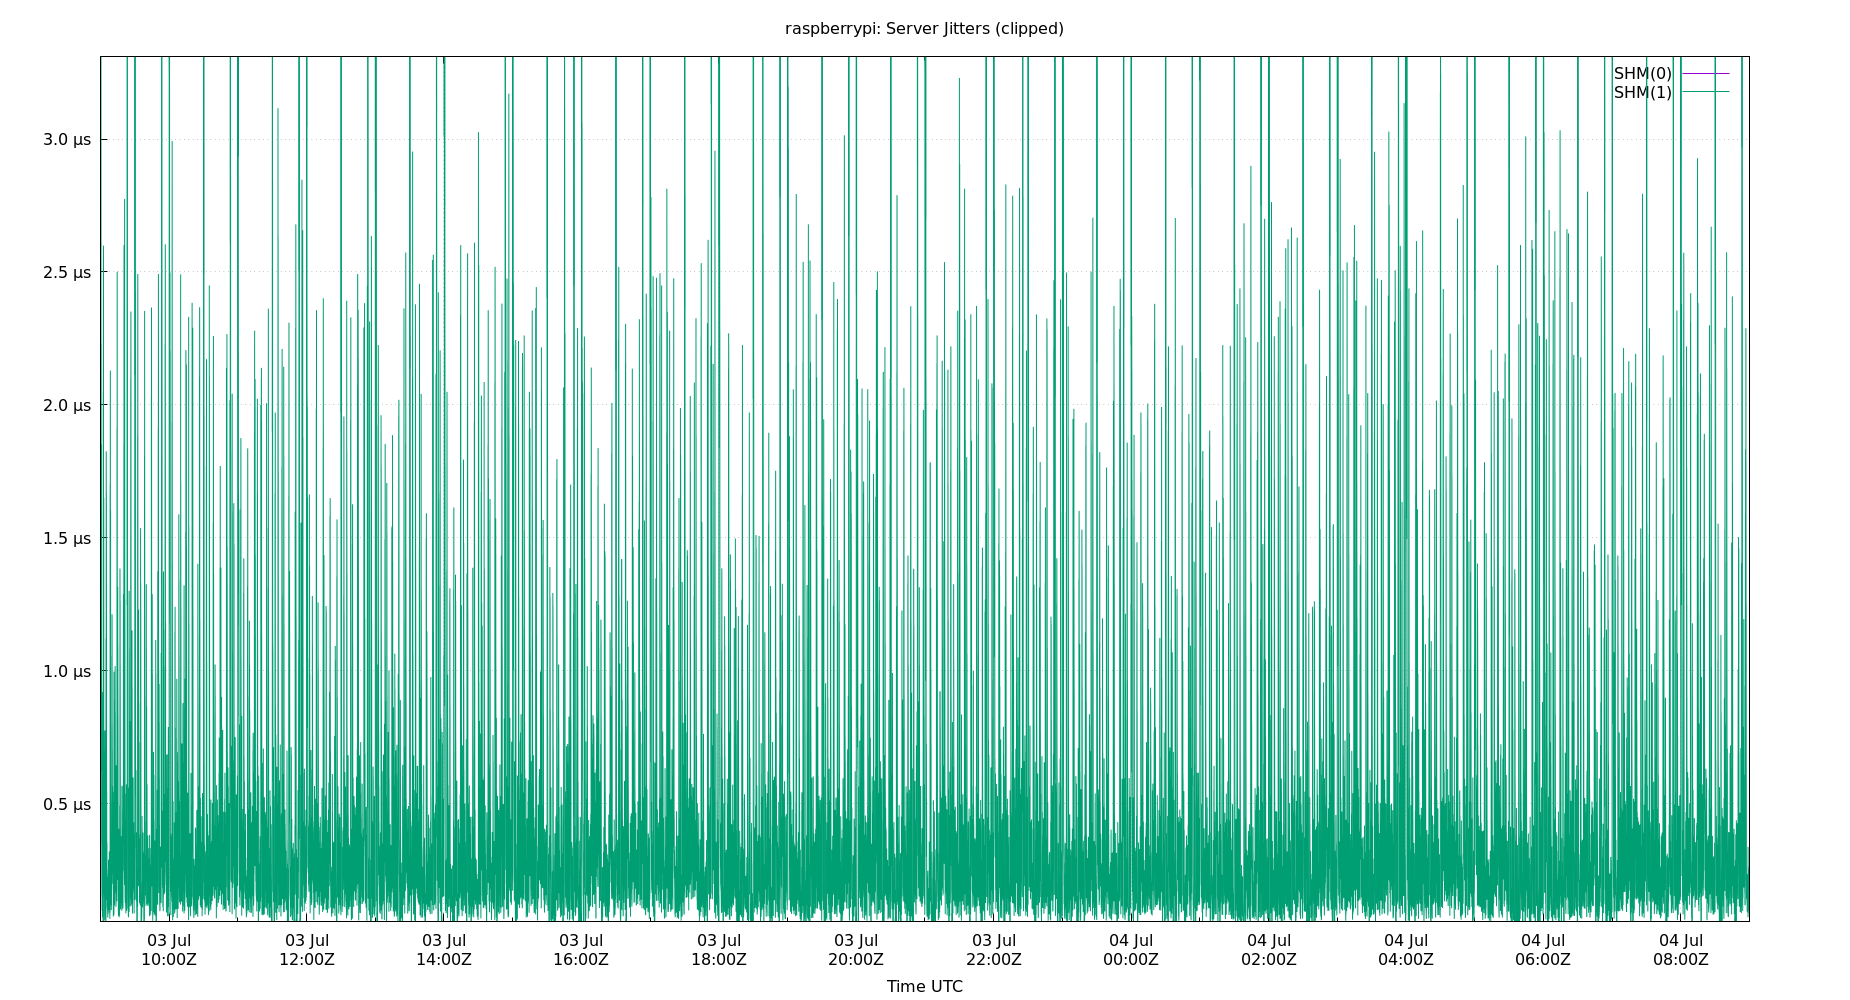 raspberrypi: Server Jitters (clipped)
SHM(0)
SHM(1)
3.0 µs
2.5 µs
2.0 µs
1.5 µs
1.0 µs
0.5 µs
03 Jul 03 Jul 03 Jul 03 Jul 03 Jul 03 Jul 03 Jul 04 Jul 04 Jul 04 Jul 04 Jul 04 Jul
10:00Z 12:00Z 14:00Z 16:00Z 18:00Z 20:00Z 22:00Z 00:00Z 02:00Z 04:00Z 06:00Z 08:00Z
Time UTC